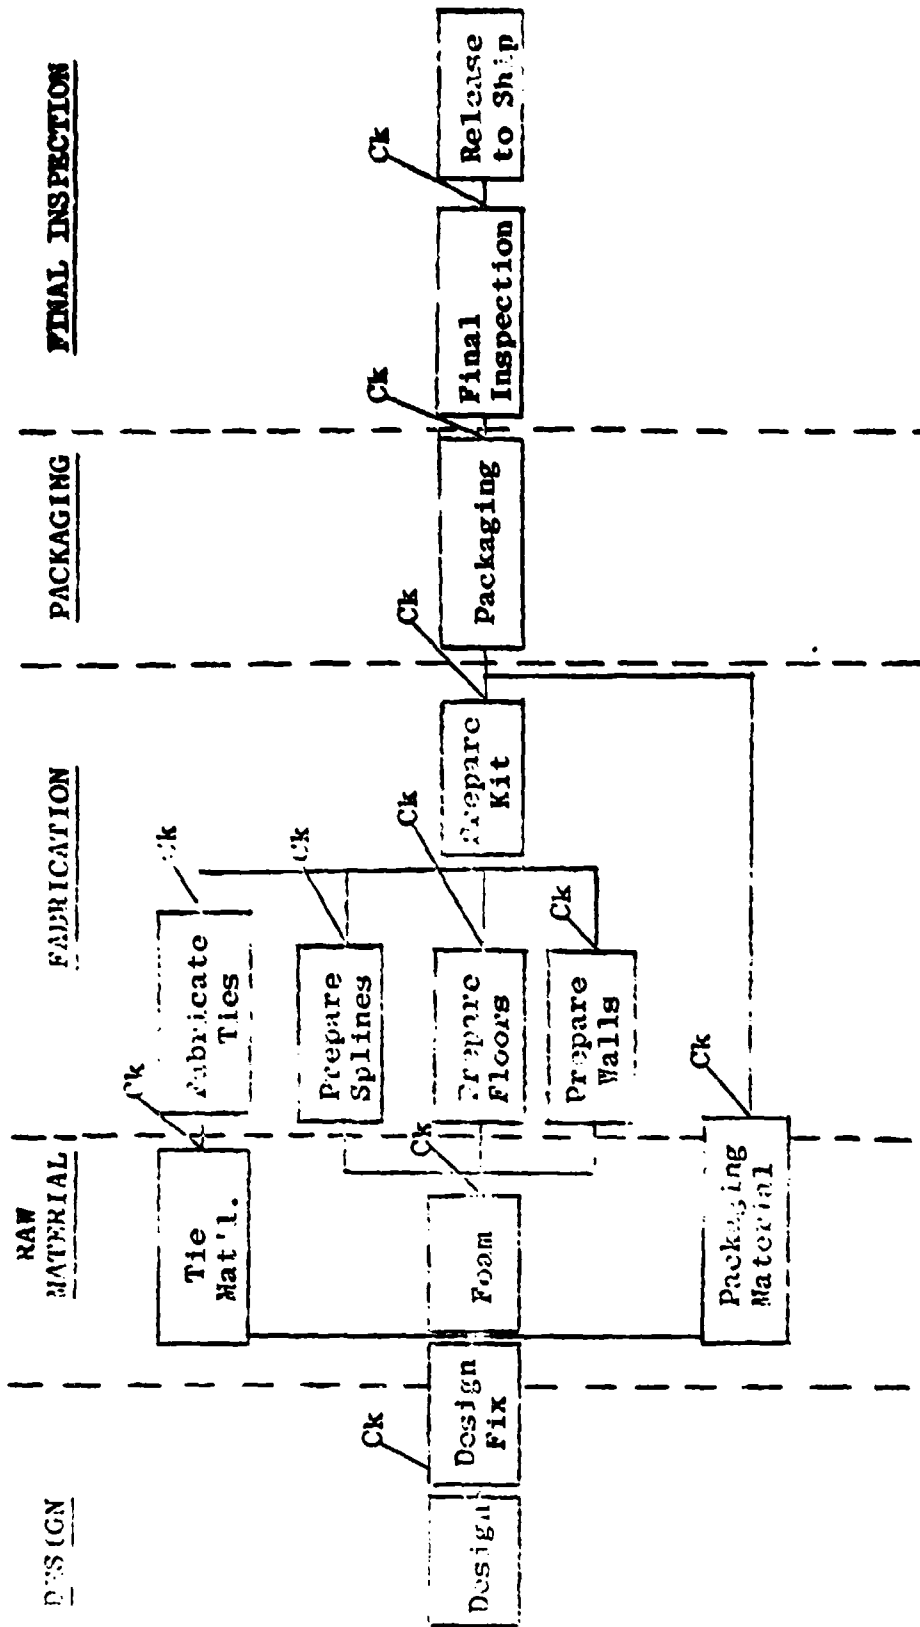 DESIGN
RAW
MATERIAL
FABRICATION
PACKAGING
FINAL INSPECTION
Design
Ck
Design
Fix
Tie
Mat'l.
Ck
Foam
Ck
Packaging
Material
Ck
Fabricate
Ties
Ck
Prepare
Splines
Ck
Prepare
Floors
Ck
Prepare
Walls
Ck
Prepare
Kit
Ck
Packaging
Ck
Final
Inspection
Ck
Release
to Ship